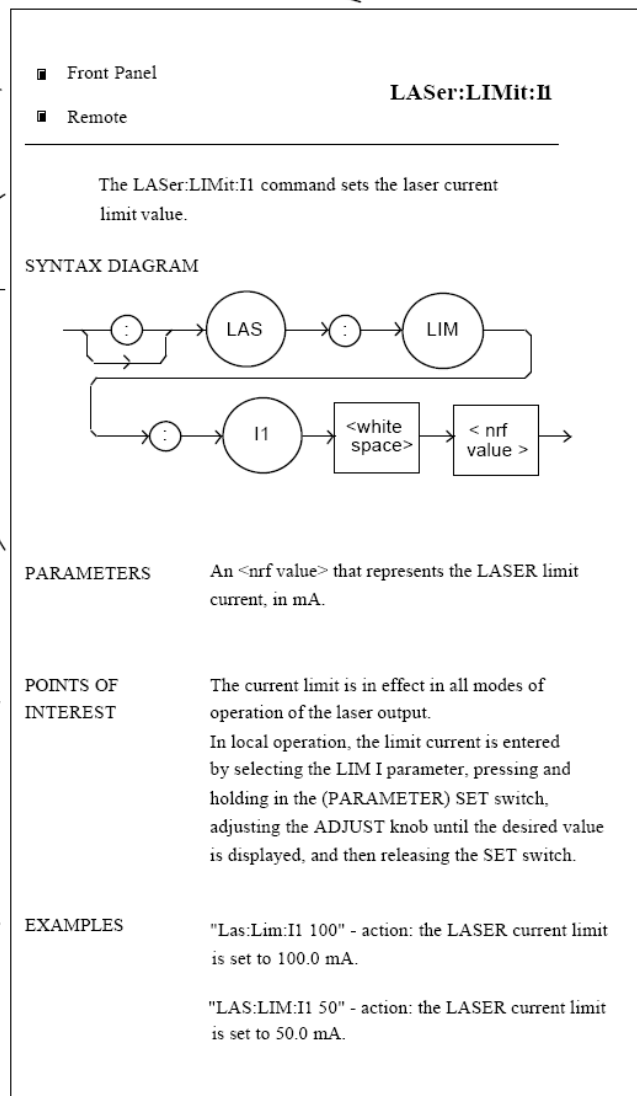 Front Panel
LASer:LIMit:I1
Remote
The LASer:LIMit:I1 command sets the laser current
limit value.
SYNTAX DIAGRAM
: LAS : LIM
: I1 <white space> < nrf value >
PARAMETERS An <nrf value> that represents the LASER limit
current, in mA.
POINTS OF The current limit is in effect in all modes of
INTEREST operation of the laser output.
In local operation, the limit current is entered
by selecting the LIM I parameter, pressing and
holding in the (PARAMETER) SET switch,
adjusting the ADJUST knob until the desired value
is displayed, and then releasing the SET switch.
EXAMPLES "Las:Lim:I1 100" - action: the LASER current limit
is set to 100.0 mA.
"LAS:LIM:I1 50" - action: the LASER current limit
is set to 50.0 mA.